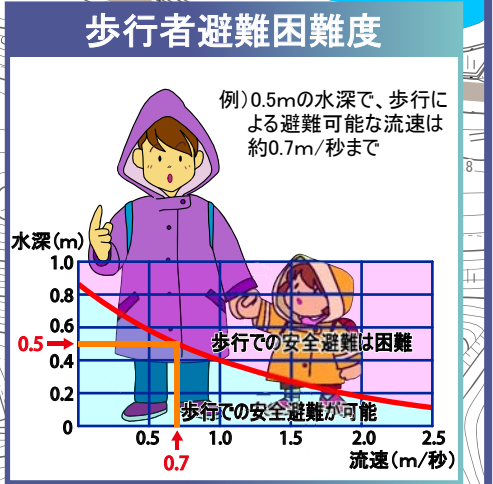 歩行者避難困難度
例）0.5mの水深で、歩行に
よる避難可能な流速は
約0.7m/秒まで
水深（m）
1.0
0.8
0.6
0.5
0.4
0.2
0
歩行での安全避難は困難
歩行での安全避難が可能
0.5
1.0
1.5
2.0
2.5
0.7
流速（m/秒）
8